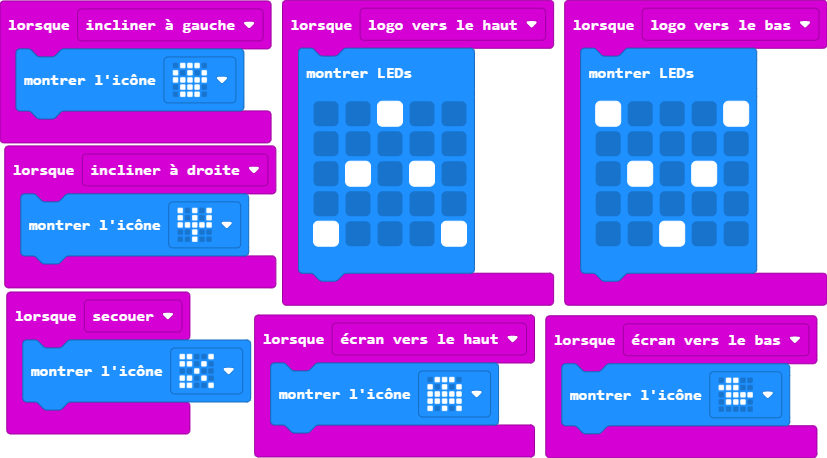 lorsque incliner à gauche
montrer l'icône
lorsque incliner à droite
montrer l'icône
lorsque secouer
montrer l'icône
lorsque logo vers le haut
montrer LEDs
lorsque logo vers le bas
montrer LEDs
lorsque écran vers le haut
montrer l'icône
lorsque écran vers le bas
montrer l'icône